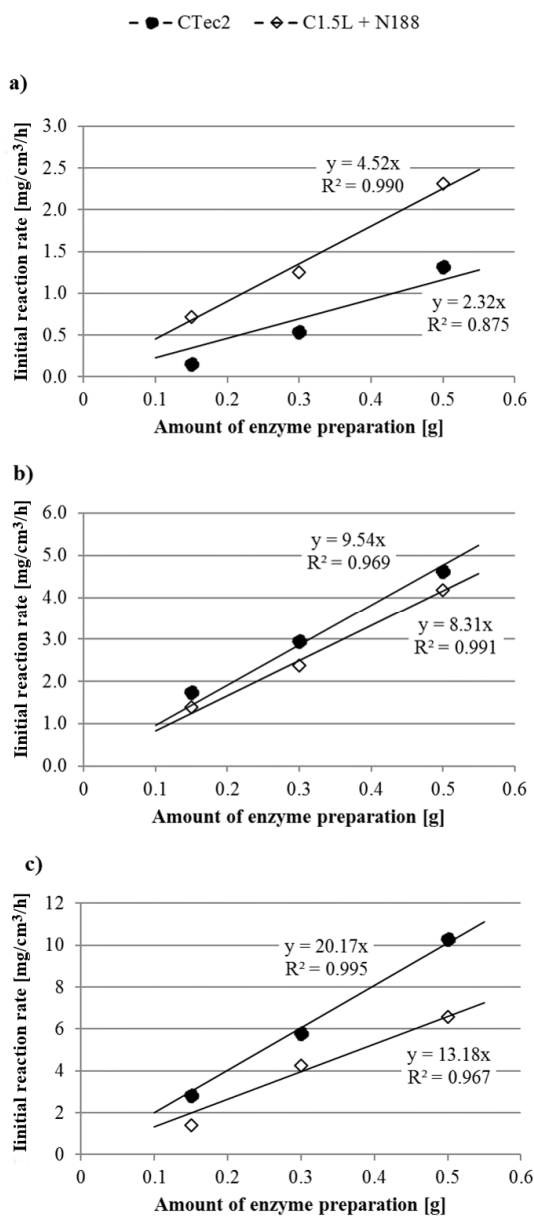 CTec2 C1.5L + N188
a)
Iinitial reaction rate [mg/cm³/h]
3.0
2.5
2.0
1.5
1.0
0.5
0.0
y = 4.52x
R² = 0.990
y = 2.32x
R² = 0.875
0 0.1 0.2 0.3 0.4 0.5 0.6
Amount of enzyme preparation [g]
b)
Iinitial reaction rate [mg/cm³/h]
6.0
5.0
4.0
3.0
2.0
1.0
0.0
y = 9.54x
R² = 0.969
y = 8.31x
R² = 0.991
0 0.1 0.2 0.3 0.4 0.5 0.6
Amount of enzyme preparation [g]
c)
Iinitial reaction rate [mg/cm³/h]
12
10
8
6
4
2
0
y = 20.17x
R² = 0.995
y = 13.18x
R² = 0.967
0 0.1 0.2 0.3 0.4 0.5 0.6
Amount of enzyme preparation [g]